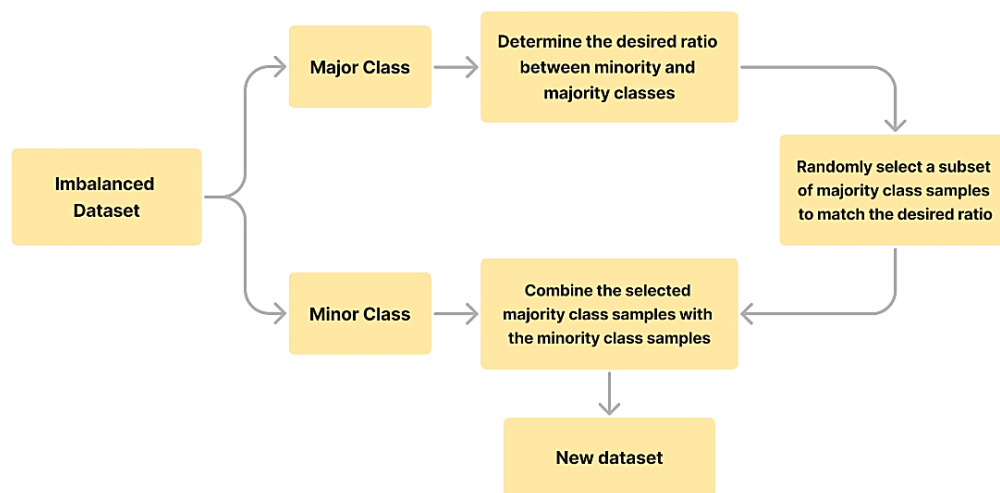 Imbalanced
Dataset
Major Class
Determine the desired ratio
between minority and
majority classes
Randomly select a subset
of majority class samples
to match the desired ratio
Minor Class
Combine the selected
majority class samples with
the minority class samples
New dataset